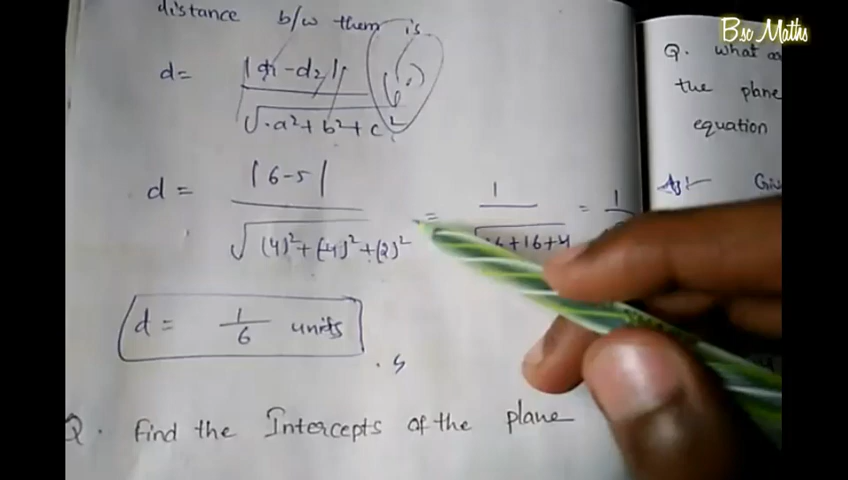 Bsc Maths
distance b/w them is
d = |d1 - d2| / √a² + b² + c²
d = |6-5| / √(4)² + (-4)² + (2)² = 1 / √16+16+4 = 1
d = 1/6 units
Q. Find the Intercepts of the plane
Q. what
the plane
equation